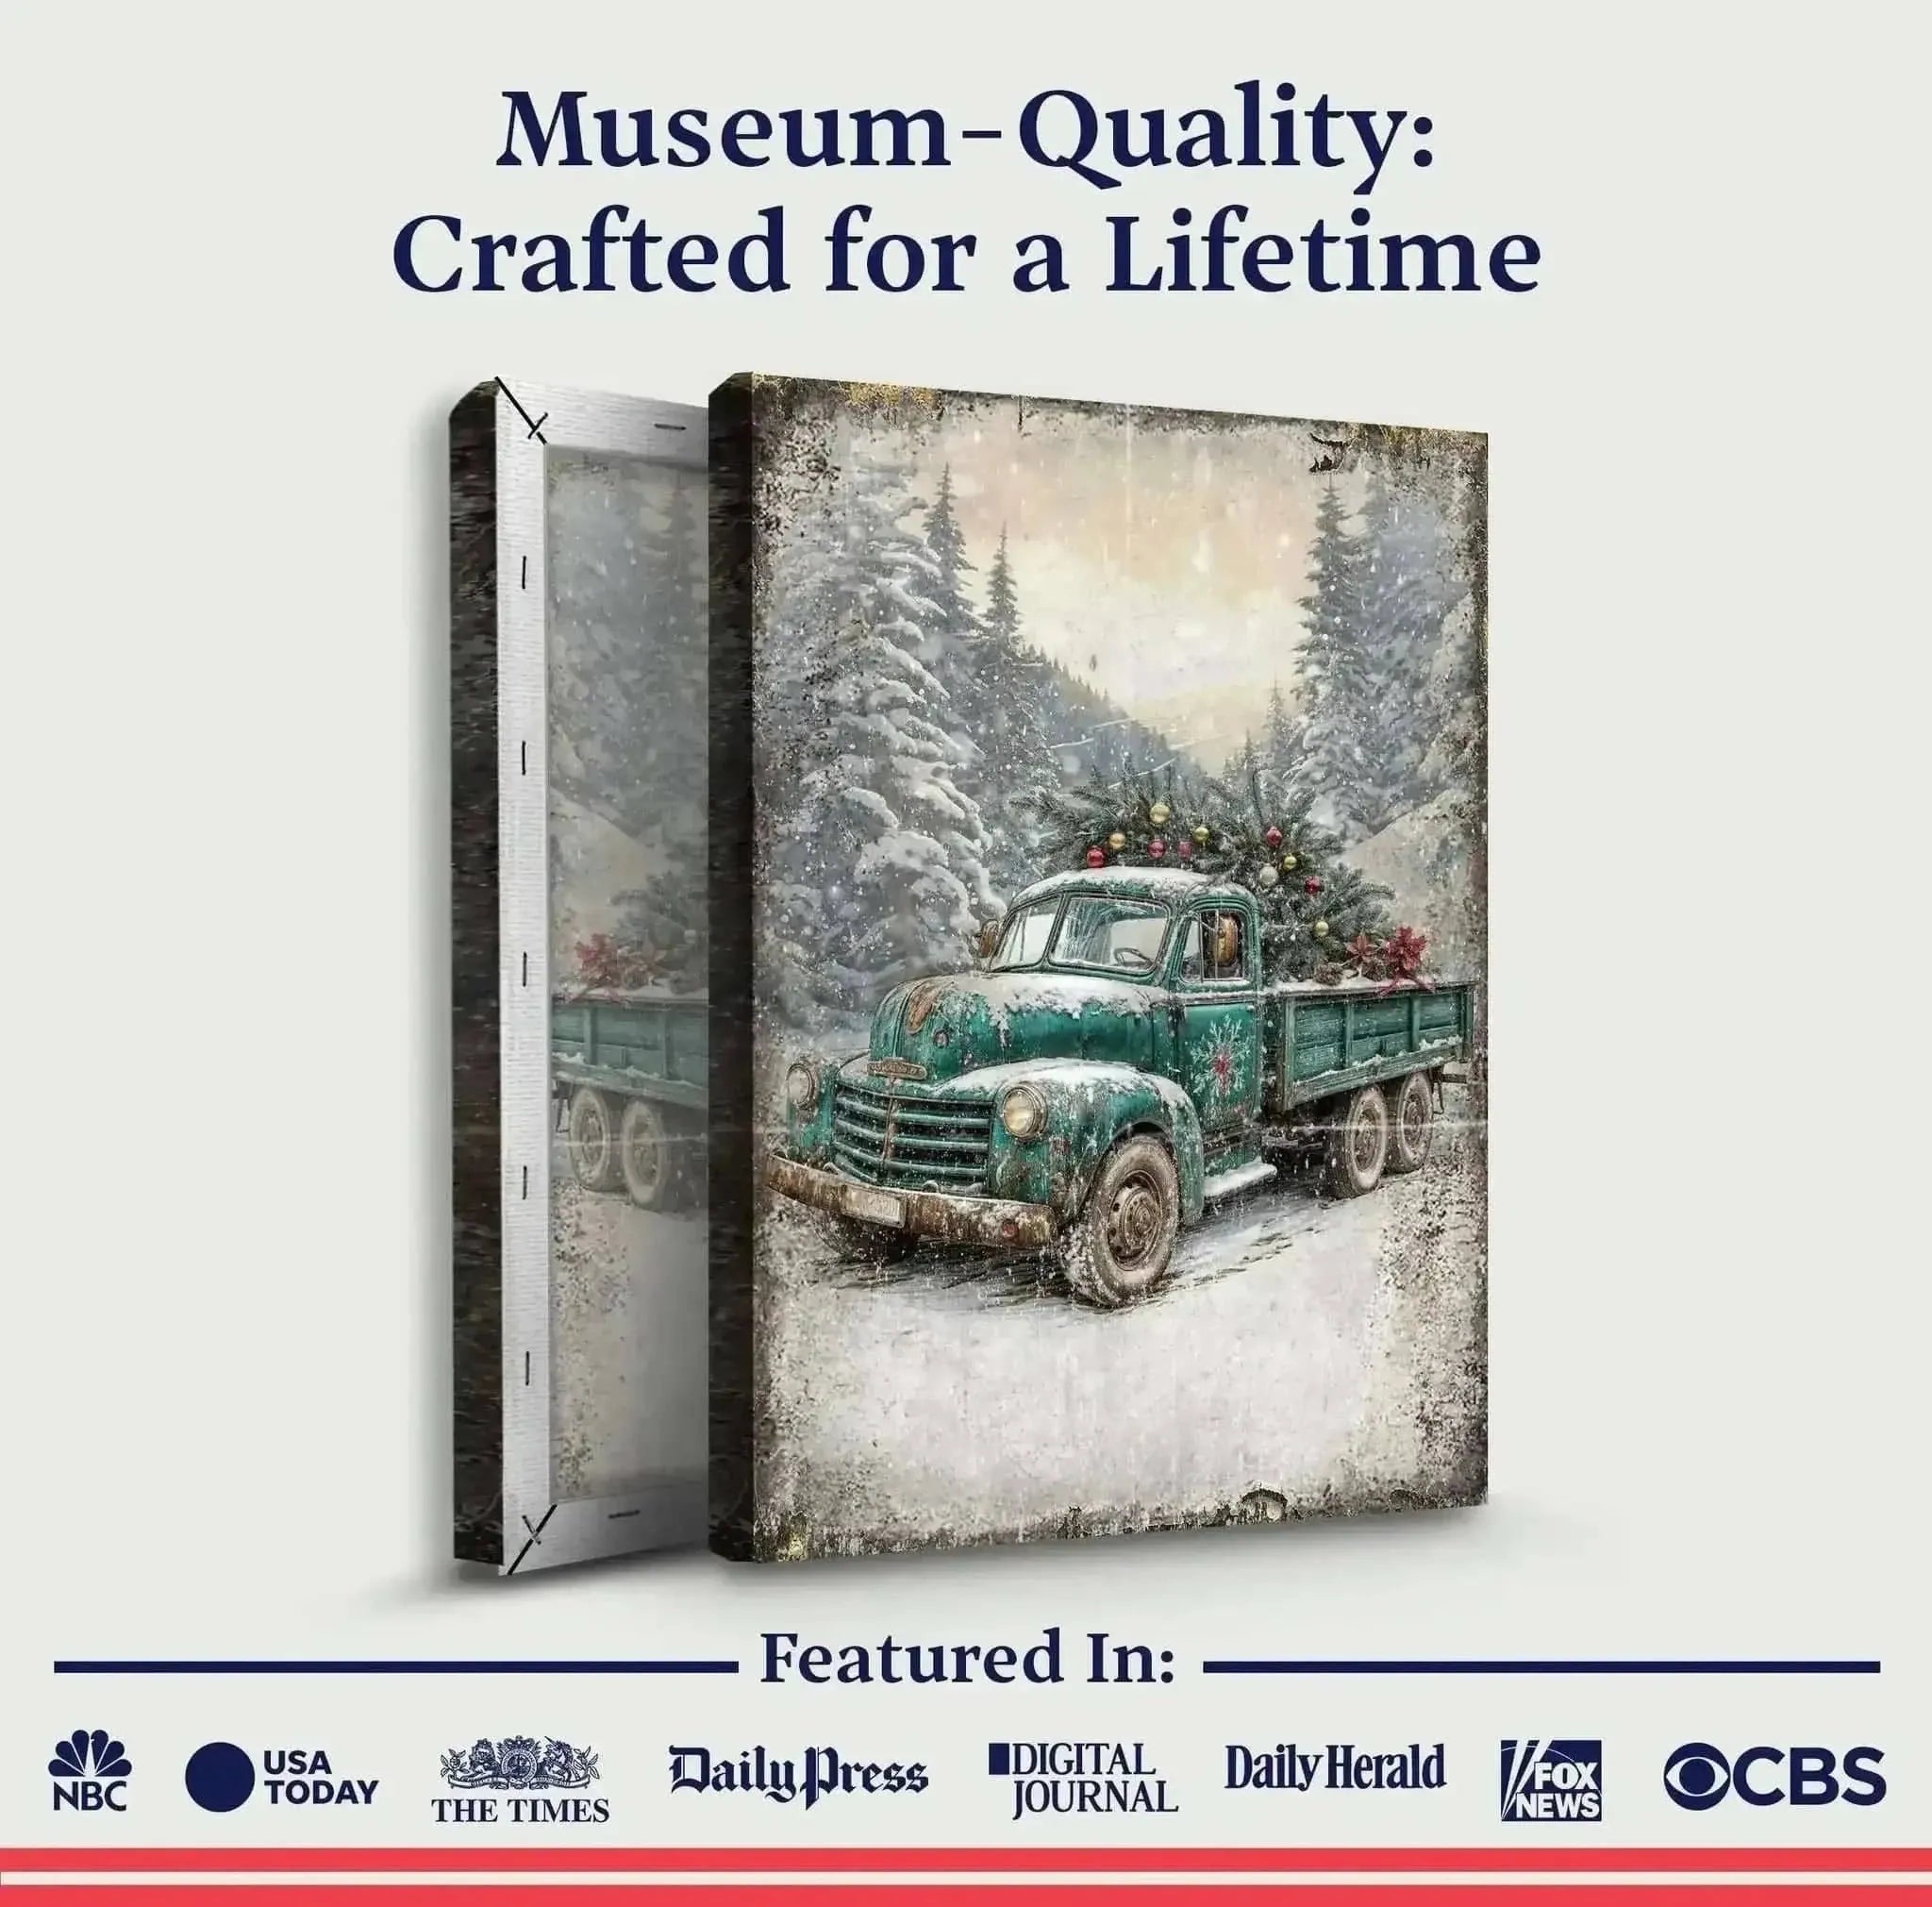 Museum-Quality:
Crafted for a Lifetime
Featured In:
NBC
USA
TODAY
THE TIMES
Daily Press
DIGITAL
JOURNAL
Daily Herald
FOX
NEWS
CBS